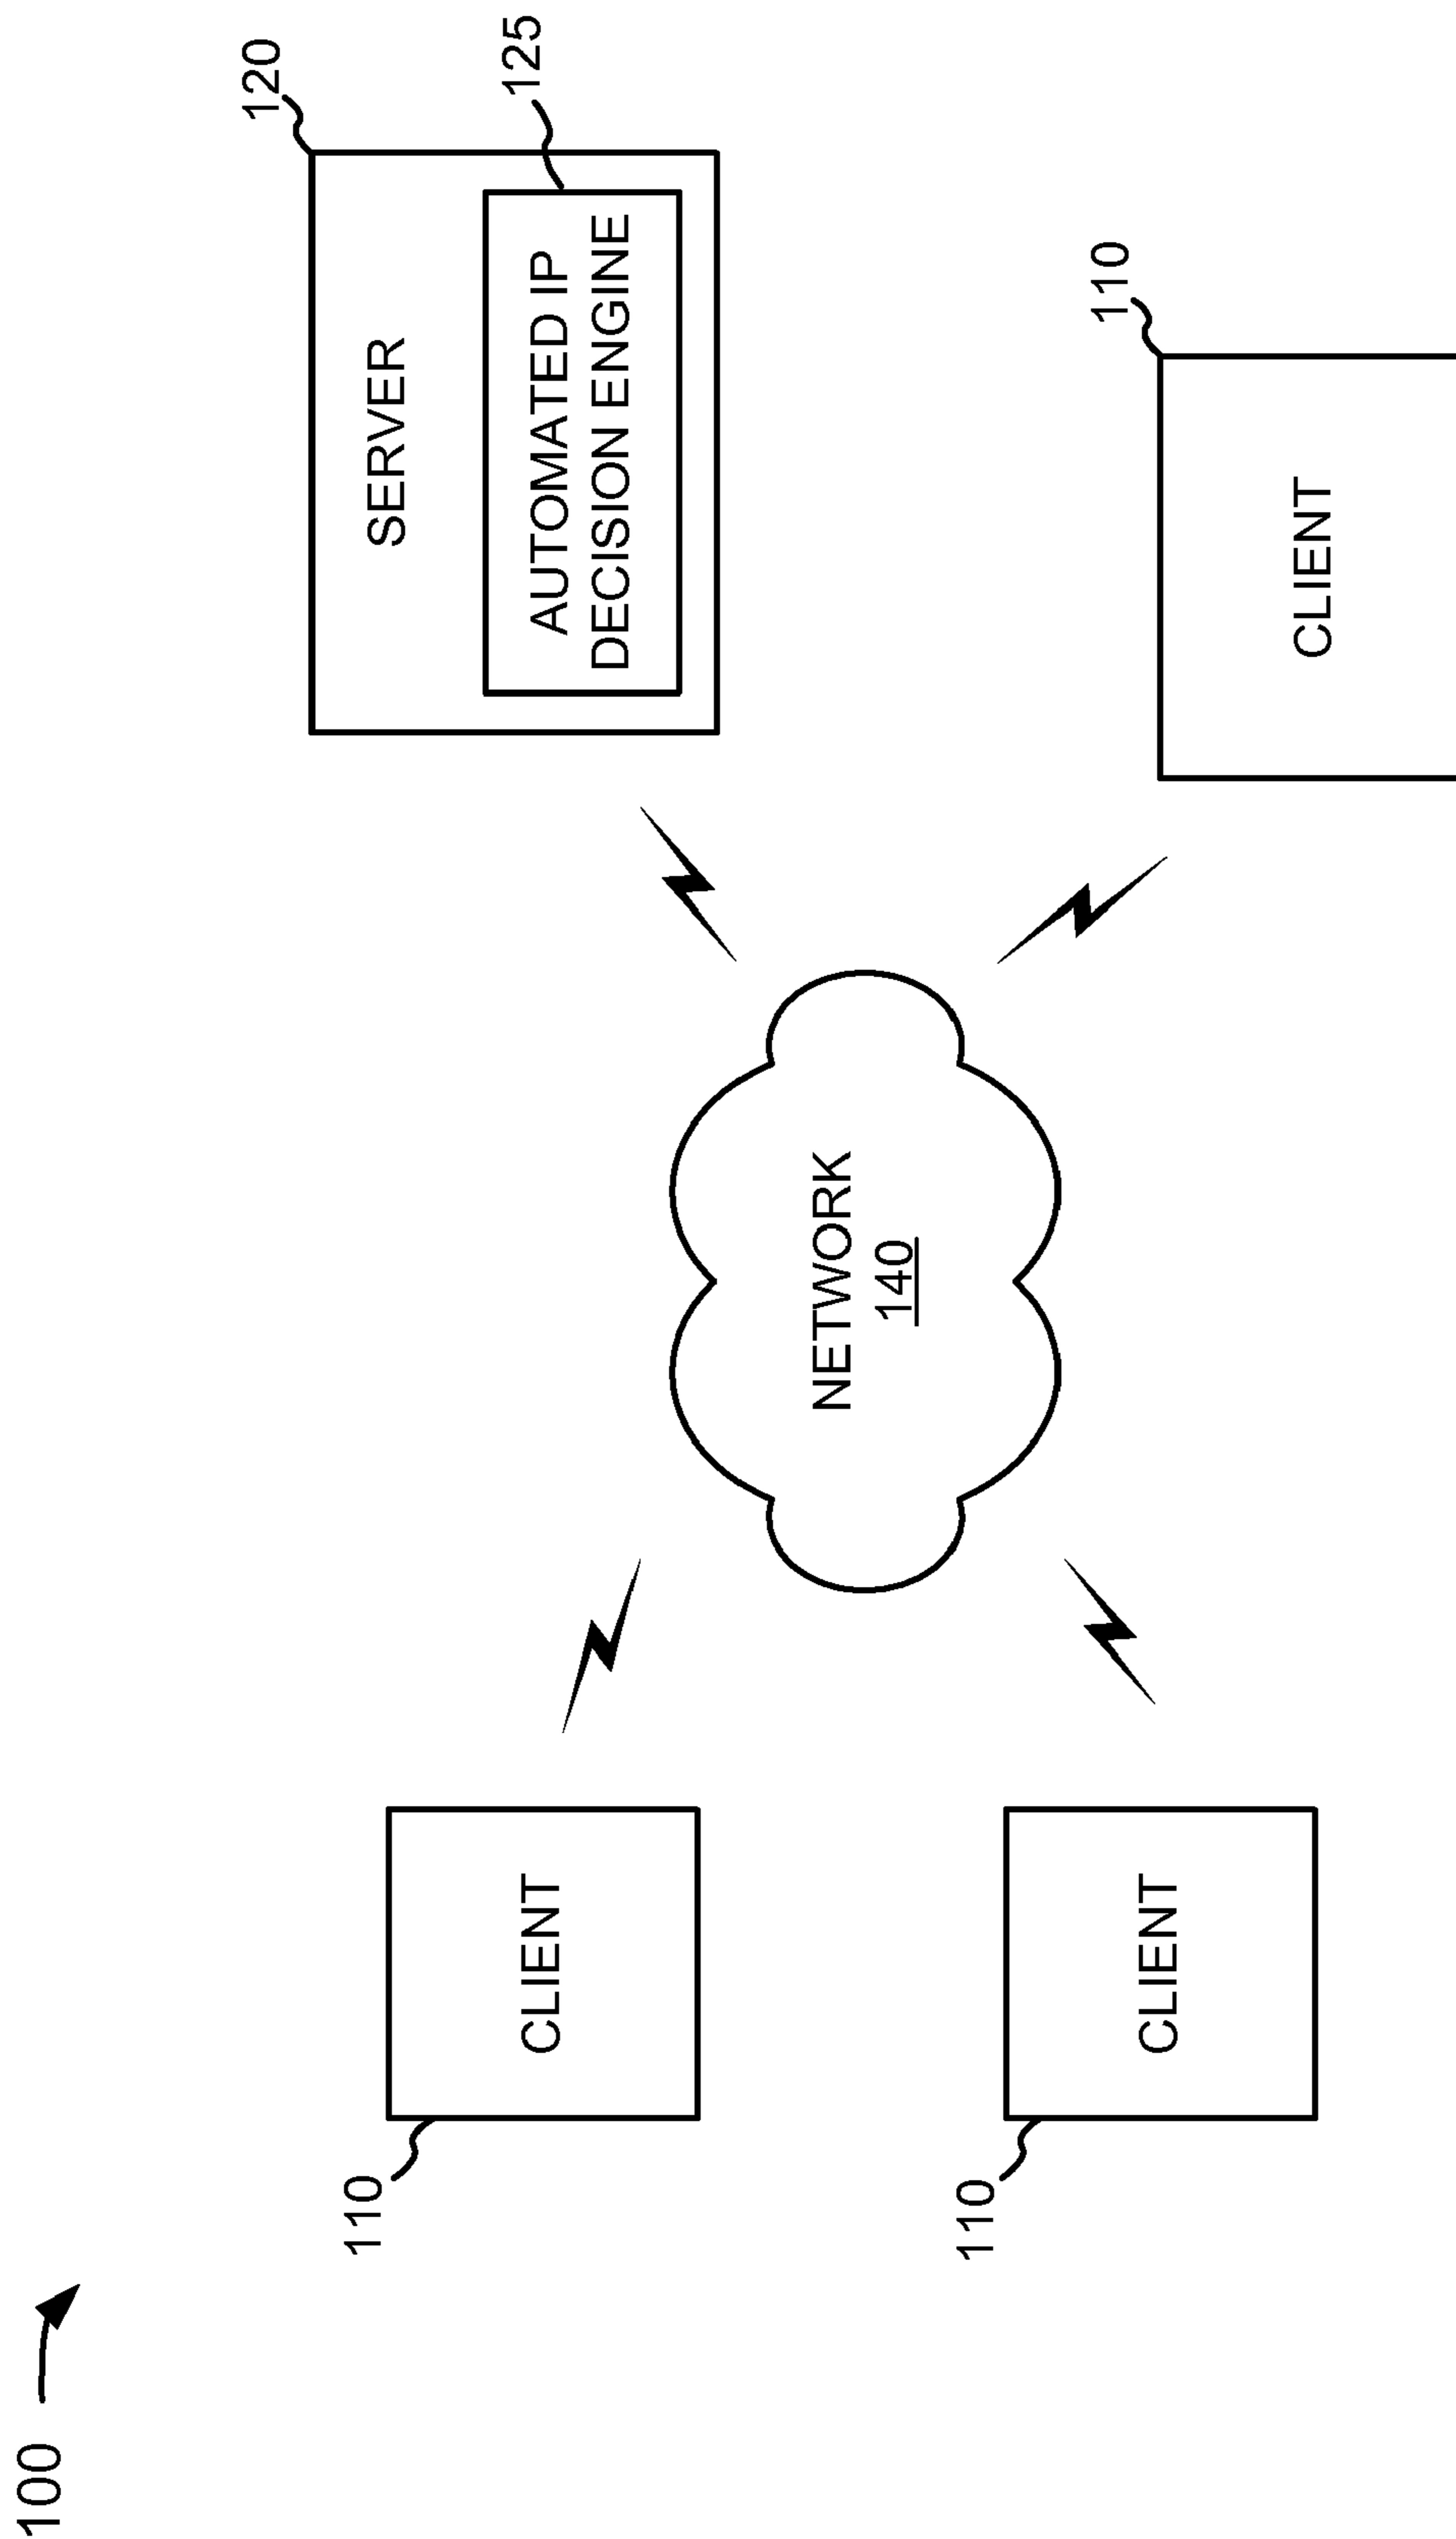 100
110
CLIENT
110
CLIENT
NETWORK
140
120
SERVER
125
AUTOMATED IP
DECISION ENGINE
110
CLIENT